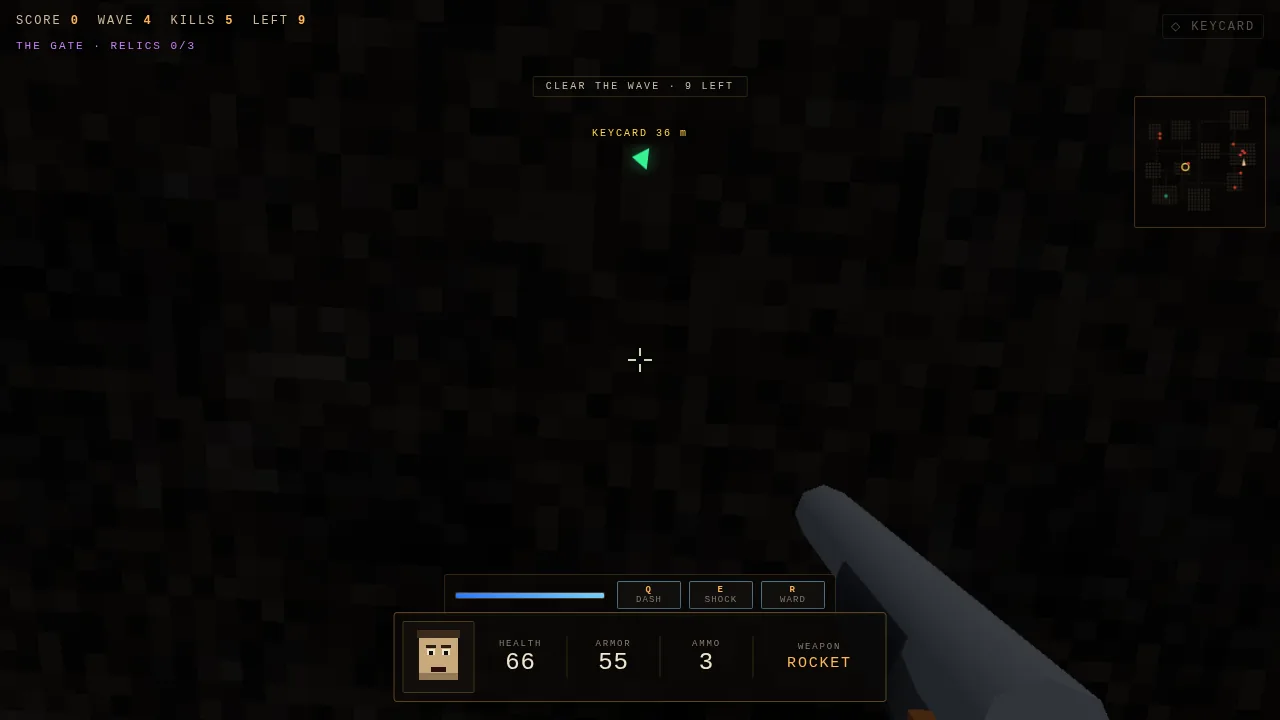 SCORE 0 WAVE 4 KILLS 5 LEFT 9
◇ KEYCARD
THE GATE · RELICS 0/3
CLEAR THE WAVE · 9 LEFT
KEYCARD 36 m
Q DASH
E SHOCK
R WARD
HEALTH 66
ARMOR 55
AMMO 3
WEAPON ROCKET